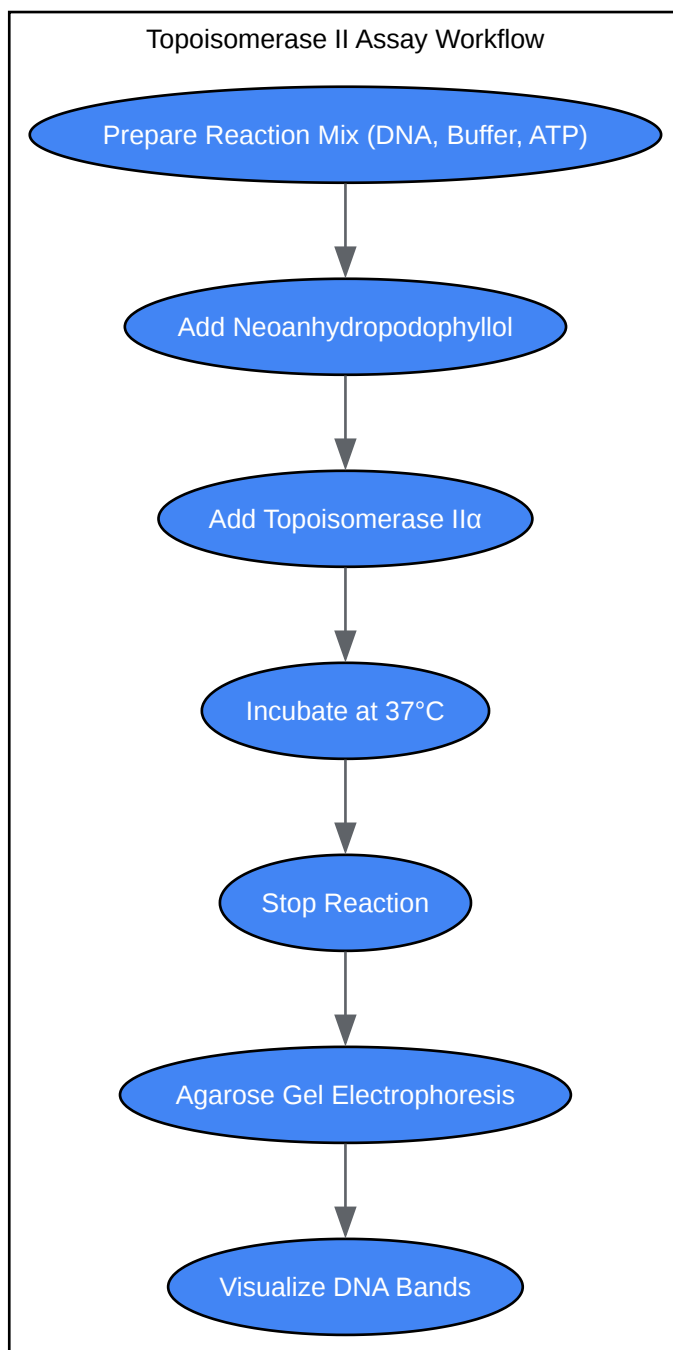 Topoisomerase II Assay Workflow
Prepare Reaction Mix (DNA, Buffer, ATP)
Add Neoanhydropodophyllol
Add Topoisomerase IIα
Incubate at 37°C
Stop Reaction
Agarose Gel Electrophoresis
Visualize DNA Bands